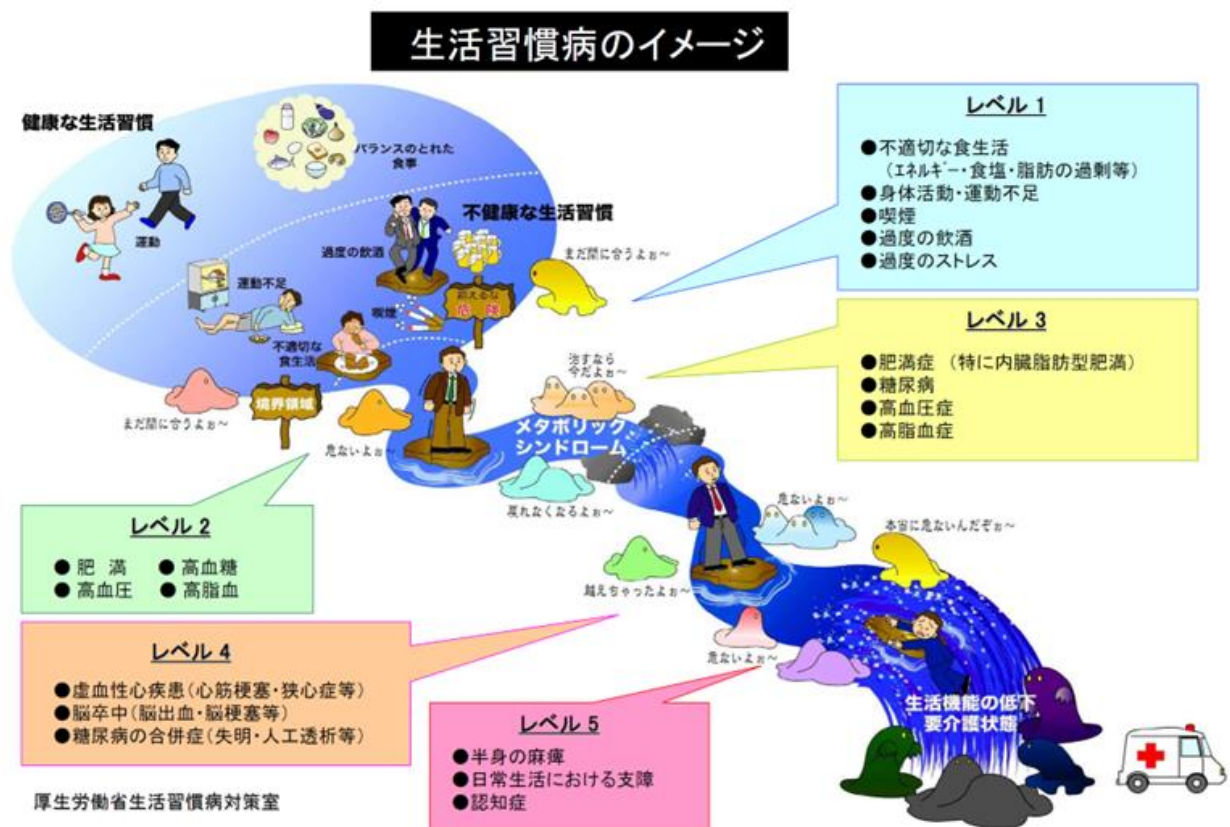 生活習慣病のイメージ
健康な生活習慣
バランスのとれた
食事
運動
不健康な生活習慣
過度の飲酒
運動不足
喫煙
不適切な
食生活
危険
まだ間に合うよぉ～
境界領域
まだ間に合うよぉ～
危ないよぉ～
治すなら
今だよぉ～
メタボリック
シンドローム
戻れなくなるよぉ～
危ないよぉ～
本当に危ないんだぞぉ～
越えちゃったよぉ～
危ないよぉ～
生活機能の低下
要介護状態
レベル 1
●不適切な食生活
（エネルギー・食塩・脂肪の過剰等）
●身体活動・運動不足
●喫煙
●過度の飲酒
●過度のストレス
レベル 3
●肥満症 （特に内臓脂肪型肥満）
●糖尿病
●高血圧症
●高脂血症
レベル 2
● 肥 満 ● 高血糖
● 高血圧 ● 高脂血
レベル 4
●虚血性心疾患（心筋梗塞・狭心症等）
●脳卒中（脳出血・脳梗塞等）
●糖尿病の合併症（失明・人工透析等）
レベル 5
●半身の麻痺
●日常生活における支障
●認知症
厚生労働省生活習慣病対策室